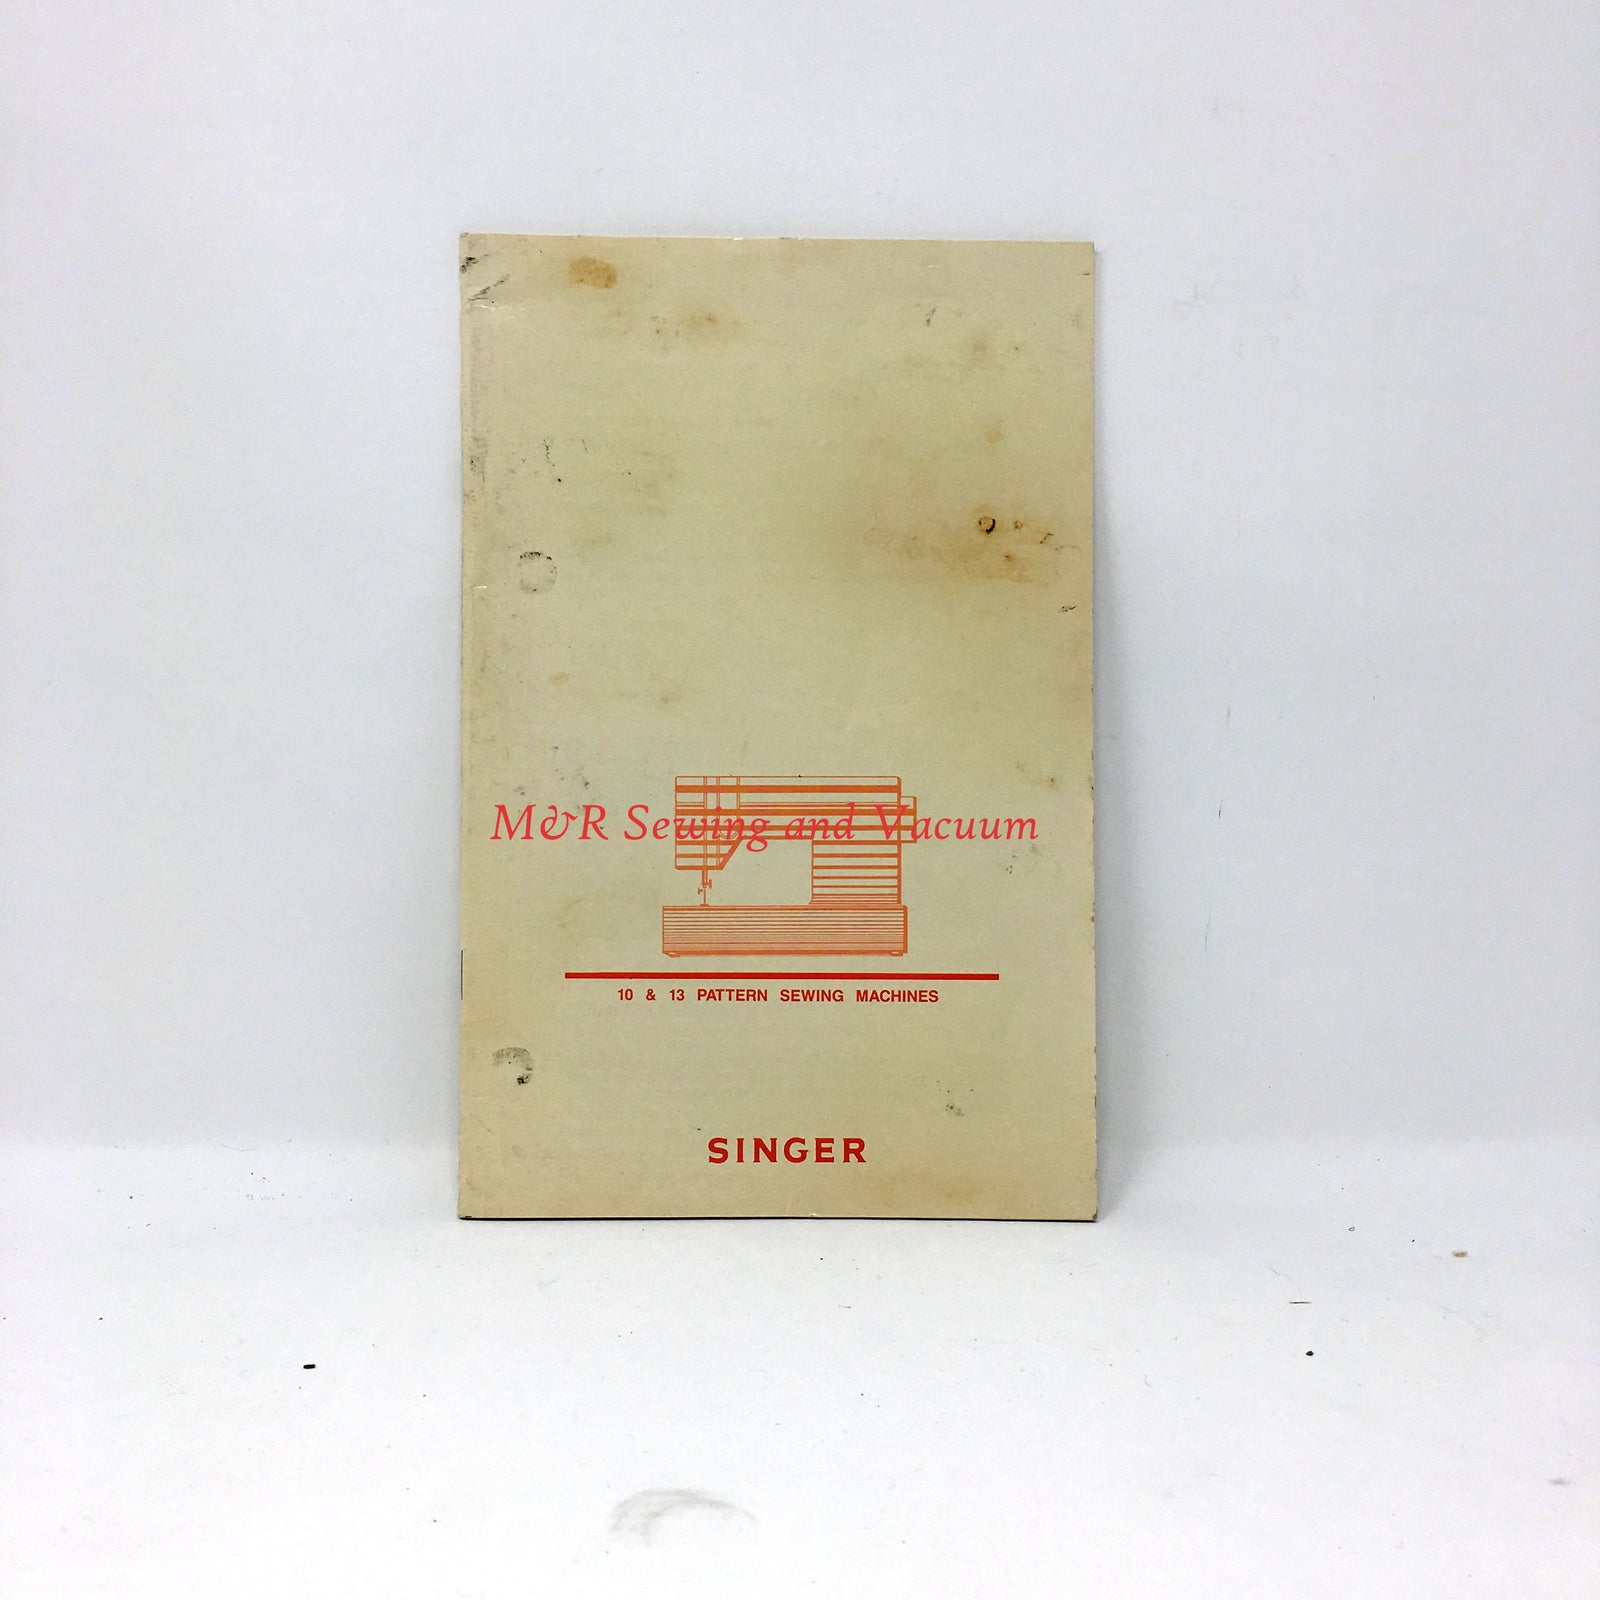 M&R Sewing and Vacuum
10 & 13 PATTERN SEWING MACHINES
SINGER